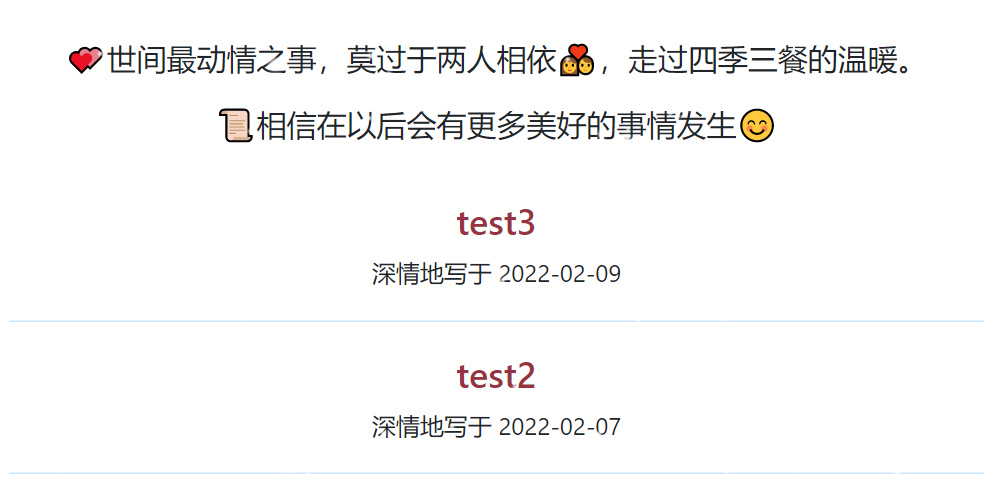 💕世间最动情之事，莫过于两人相依💑，走过四季三餐的温暖。
📜相信在以后会有更多美好的事情发生😊
test3
深情地写于 2022-02-09
test2
深情地写于 2022-02-07